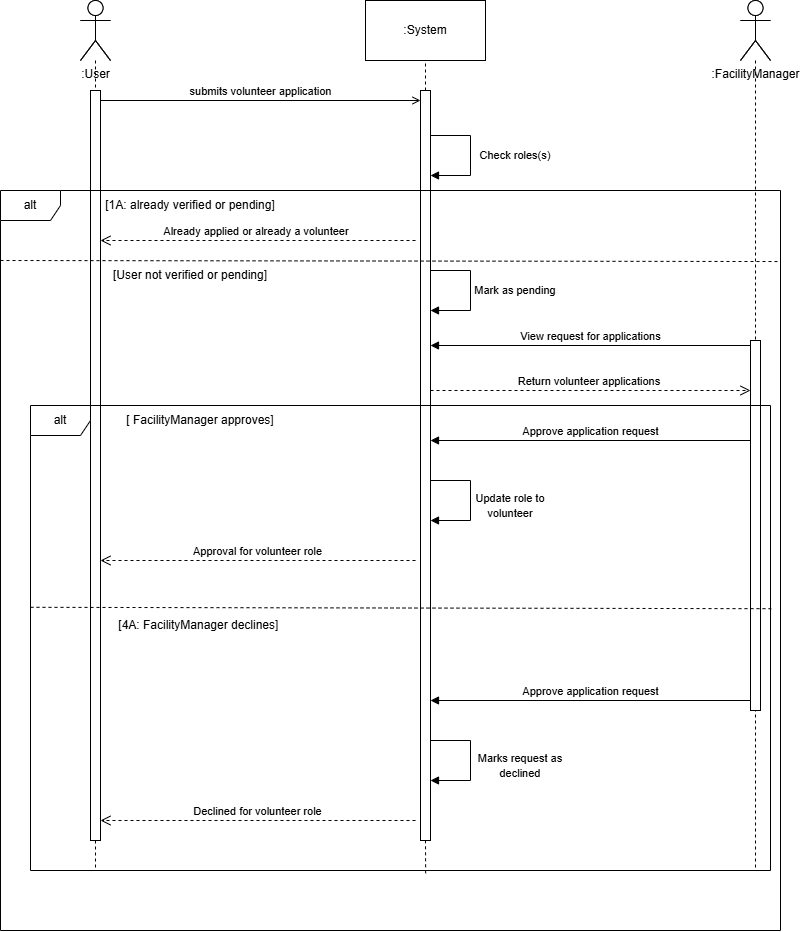 :System
:User
:FacilityManager
submits volunteer application
Check roles(s)
alt
[1A: already verified or pending]
Already applied or already a volunteer
[User not verified or pending]
Mark as pending
View request for applications
Return volunteer applications
alt
[ FacilityManager approves]
Approve application request
Update role to
volunteer
Approval for volunteer role
[4A: FacilityManager declines]
Approve application request
Marks request as
declined
Declined for volunteer role